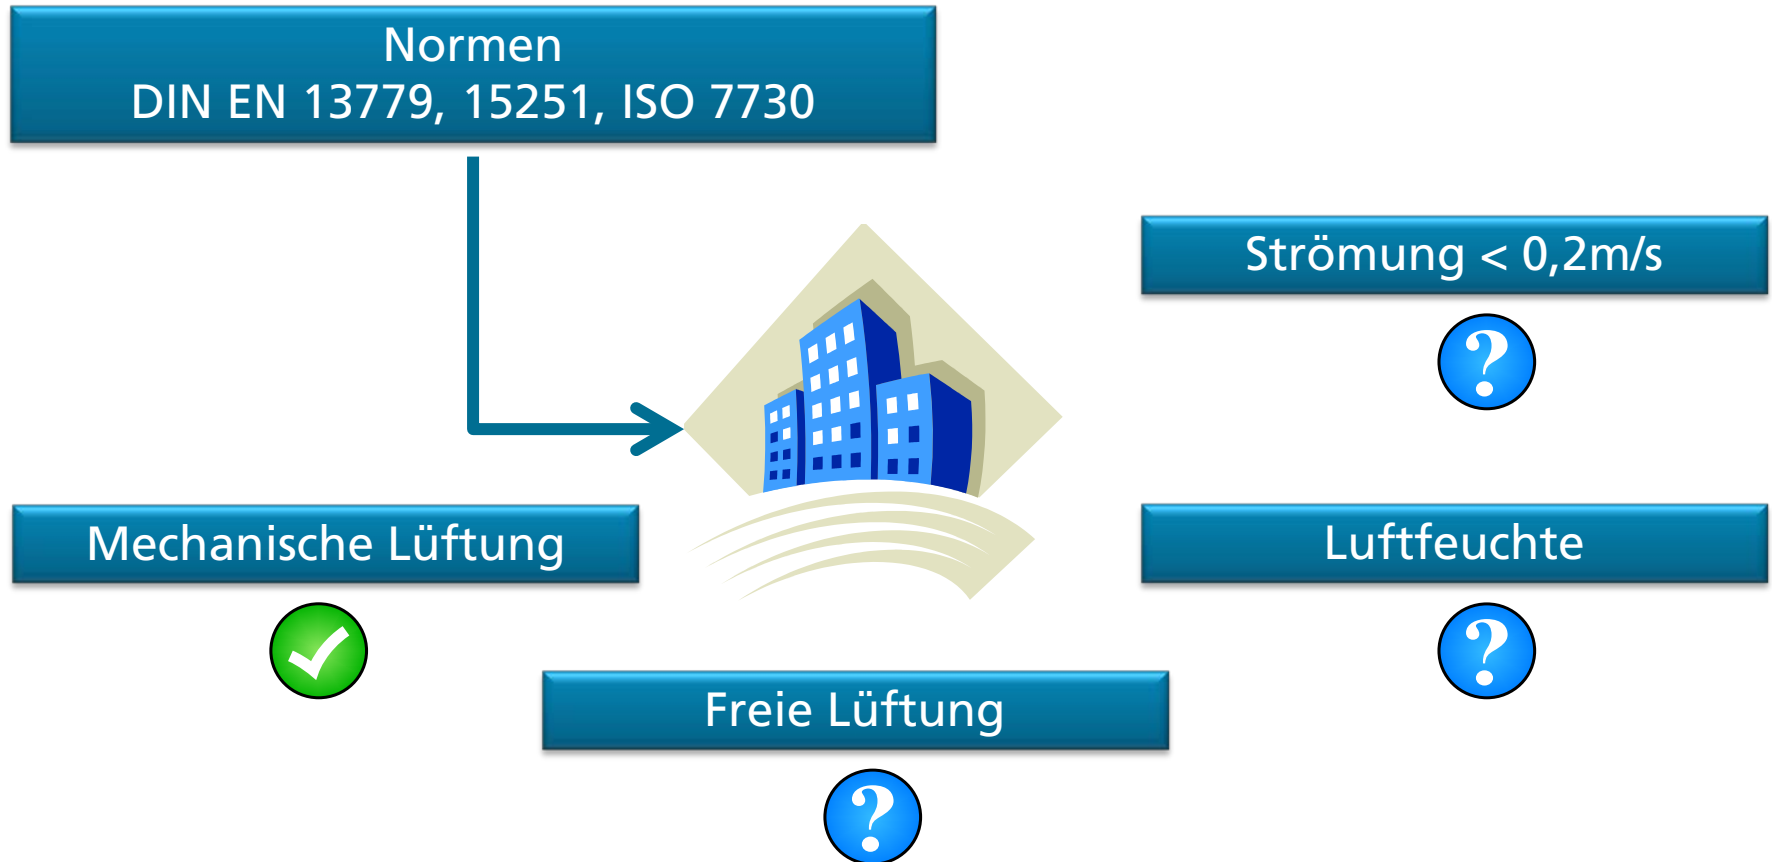 Normen
DIN EN 13779, 15251, ISO 7730
Strömung < 0,2m/s
?
Mechanische Lüftung
Luftfeuchte
?
Freie Lüftung
?